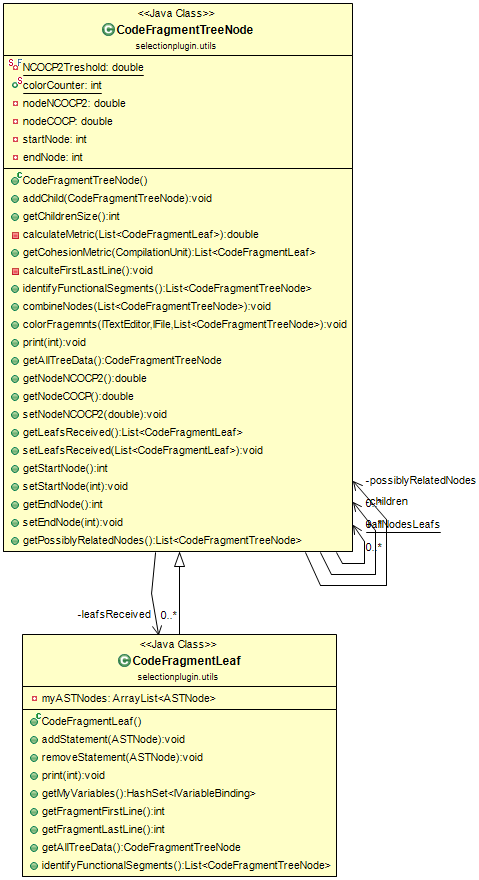 <<Java Class>>
CodeFragmentTreeNode
selectionplugin.utils
NCOCP2Treshold: double
colorCounter: int
nodeNCOCP2: double
nodeCOCP: double
startNode: int
endNode: int
CodeFragmentTreeNode()
addChild(CodeFragmentTreeNode):void
getChildrenSize():int
calculateMetric(List<CodeFragmentLeaf>):double
getCohesionMetric(CompilationUnit):List<CodeFragmentLeaf>
calculteFirstLastLine():void
identifyFunctionalSegments():List<CodeFragmentTreeNode>
combineNodes(List<CodeFragmentTreeNode>):void
colorFragemnts(ITextEditor,IFile,List<CodeFragmentTreeNode>):void
print(int):void
getAllTreeData():CodeFragmentTreeNode
getNodeNCOCP2():double
getNodeCOCP():double
setNodeNCOCP2(double):void
getLeafsReceived():List<CodeFragmentLeaf>
setLeafsReceived(List<CodeFragmentLeaf>):void
getStartNode():int
setStartNode(int):void
getEndNode():int
setEndNode(int):void
getPossiblyRelatedNodes():List<CodeFragmentTreeNode>
-possiblyRelatedNodes
0..*
-children
0..*
0..*
-leafsReceived
0..*
<<Java Class>>
CodeFragmentLeaf
selectionplugin.utils
myASTNodes: ArrayList<ASTNode>
CodeFragmentLeaf()
addStatement(ASTNode):void
removeStatement(ASTNode):void
print(int):void
getMyVariables():HashSet<IVariableBinding>
getFragmentFirstLine():int
getFragmentLastLine():int
getAllTreeData():CodeFragmentTreeNode
identifyFunctionalSegments():List<CodeFragmentTreeNode>